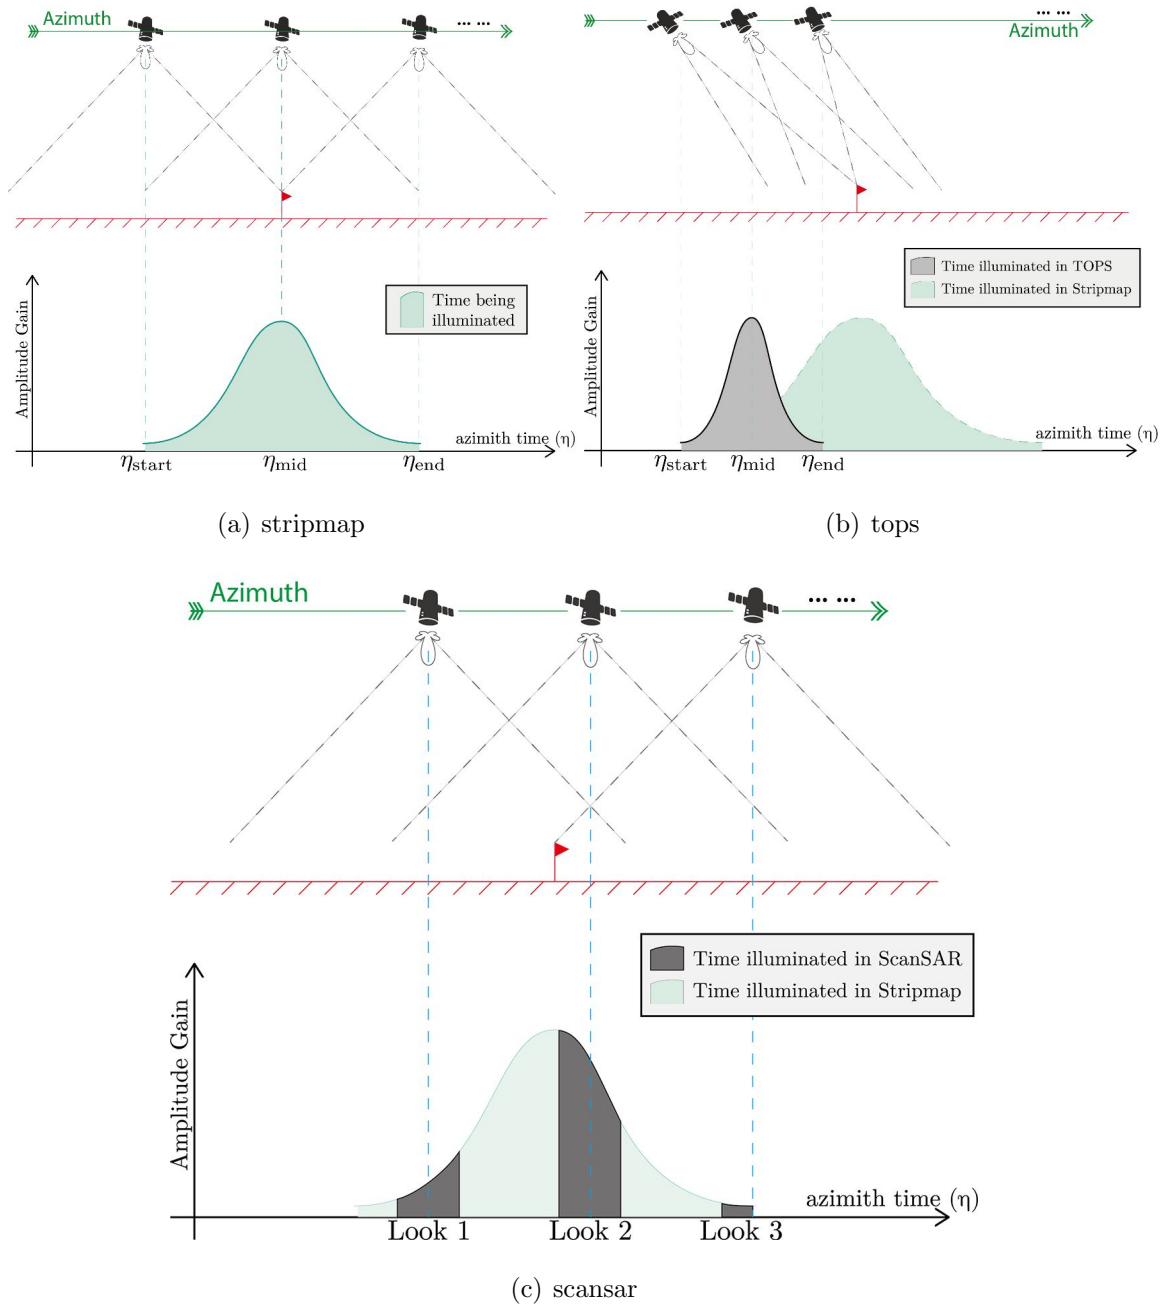 Azimuth
... ...
Amplitude Gain
Time being
illuminated
azimith time (η)
ηstart ηmid ηend
(a) stripmap
... ...
Azimuth
Amplitude Gain
Time illuminated in TOPS
Time illuminated in Stripmap
azimith time (η)
ηstart ηmid ηend
(b) tops
Azimuth
... ...
Amplitude Gain
Time illuminated in ScanSAR
Time illuminated in Stripmap
azimith time (η)
Look 1 Look 2 Look 3
(c) scansar